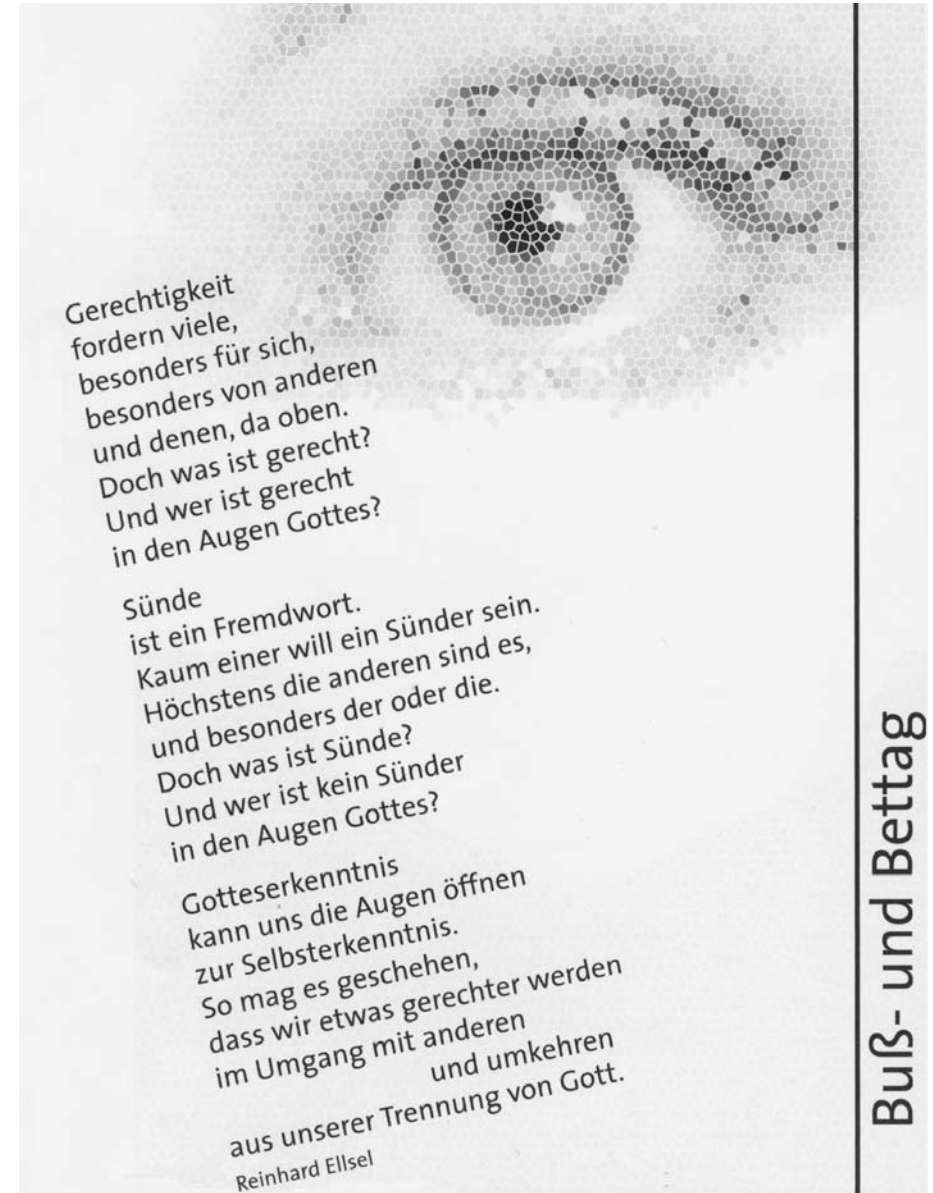 Gerechtigkeit
fordern viele,
besonders für sich,
besonders von anderen
und denen, da oben.
Doch was ist gerecht?
Und wer ist gerecht
in den Augen Gottes?
Sünde
ist ein Fremdwort.
Kaum einer will ein Sünder sein.
Höchstens die anderen sind es,
und besonders der oder die.
Doch was ist Sünde?
Und wer ist kein Sünder
in den Augen Gottes?
Gotteserkenntnis
kann uns die Augen öffnen
zur Selbsterkenntnis.
So mag es geschehen,
dass wir etwas gerechter werden
im Umgang mit anderen
und umkehren
aus unserer Trennung von Gott.
Reinhard Ellsel
Buß- und Bettag